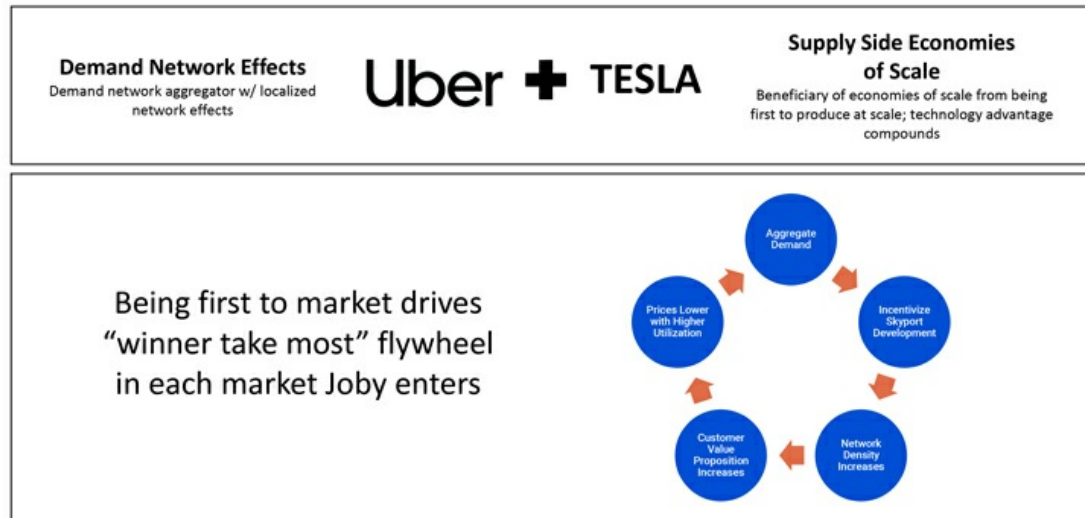 Demand Network Effects
Demand network aggregator w/ localized
network effects
Uber + TESLA
Supply Side Economies
of Scale
Beneficiary of economies of scale from being
first to produce at scale; technology advantage
compounds
Being first to market drives
“winner take most” flywheel
in each market Joby enters
Aggregate
Demand
Incentivize
Skyport
Development
Network
Density
Increases
Customer
Value
Proposition
Increases
Prices Lower
with Higher
Utilization